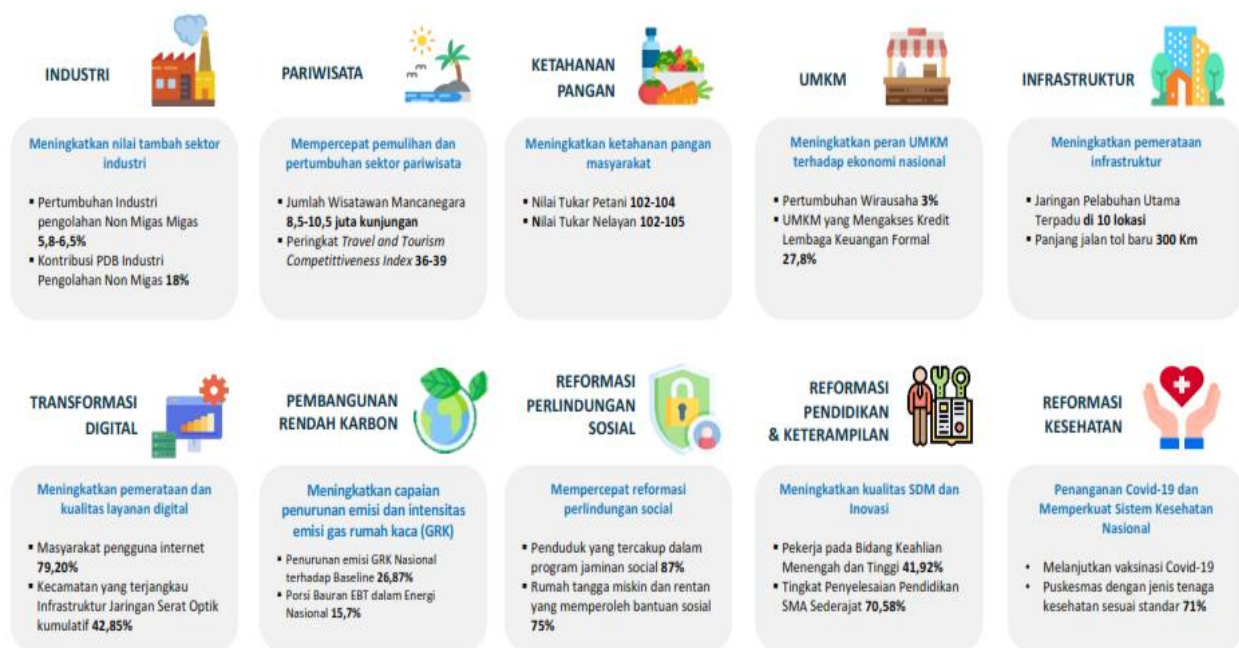 INDUSTRI
Meningkatkan nilai tambah sektor
industri
▪ Pertumbuhan Industri
pengolahan Non Migas Migas
5,8-6,5%
▪ Kontribusi PDB Industri
Pengolahan Non Migas 18%
PARIWISATA
Mempercepat pemulihan dan
pertumbuhan sektor pariwisata
▪ Jumlah Wisatawan Mancanegara
8,5-10,5 juta kunjungan
▪ Peringkat Travel and Tourism
Competittiveness Index 36-39
KETAHANAN
PANGAN
Meningkatkan ketahanan pangan
masyarakat
▪ Nilai Tukar Petani 102-104
▪ Nilai Tukar Nelayan 102-105
UMKM
Meningkatkan peran UMKM
terhadap ekonomi nasional
▪ Pertumbuhan Wirausaha 3%
▪ UMKM yang Mengakses Kredit
Lembaga Keuangan Formal
27,8%
INFRASTRUKTUR
Meningkatkan pemerataan
infrastruktur
▪ Jaringan Pelabuhan Utama
Terpadu di 10 lokasi
▪ Panjang jalan tol baru 300 Km
TRANSFORMASI
DIGITAL
Meningkatkan pemerataan dan
kualitas layanan digital
▪ Masyarakat pengguna internet
79,20%
▪ Kecamatan yang terjangkau
Infrastruktur Jaringan Serat Optik
kumulatif 42,85%
PEMBANGUNAN
RENDAH KARBON
Meningkatkan capaian
penurunan emisi dan intensitas
emisi gas rumah kaca (GRK)
▪ Penurunan emisi GRK Nasional
terhadap Baseline 26,87%
▪ Porsi Bauran EBT dalam Energi
Nasional 15,7%
REFORMASI
PERLINDUNGAN
SOSIAL
Mempercepat reformasi
perlindungan social
▪ Penduduk yang tercakup dalam
program jaminan social 87%
▪ Rumah tangga miskin dan rentan
yang memperoleh bantuan sosial
75%
REFORMASI
PENDIDIKAN
& KETERAMPILAN
Meningkatkan kualitas SDM dan
Inovasi
▪ Pekerja pada Bidang Keahlian
Menengah dan Tinggi 41,92%
▪ Tingkat Penyelesaian Pendidikan
SMA Sederajat 70,58%
REFORMASI
KESEHATAN
Penanganan Covid-19 dan
Memperkuat Sistem Kesehatan
Nasional
• Melanjutkan vaksinasi Covid-19
• Puskesmas dengan jenis tenaga
kesehatan sesuai standar 71%